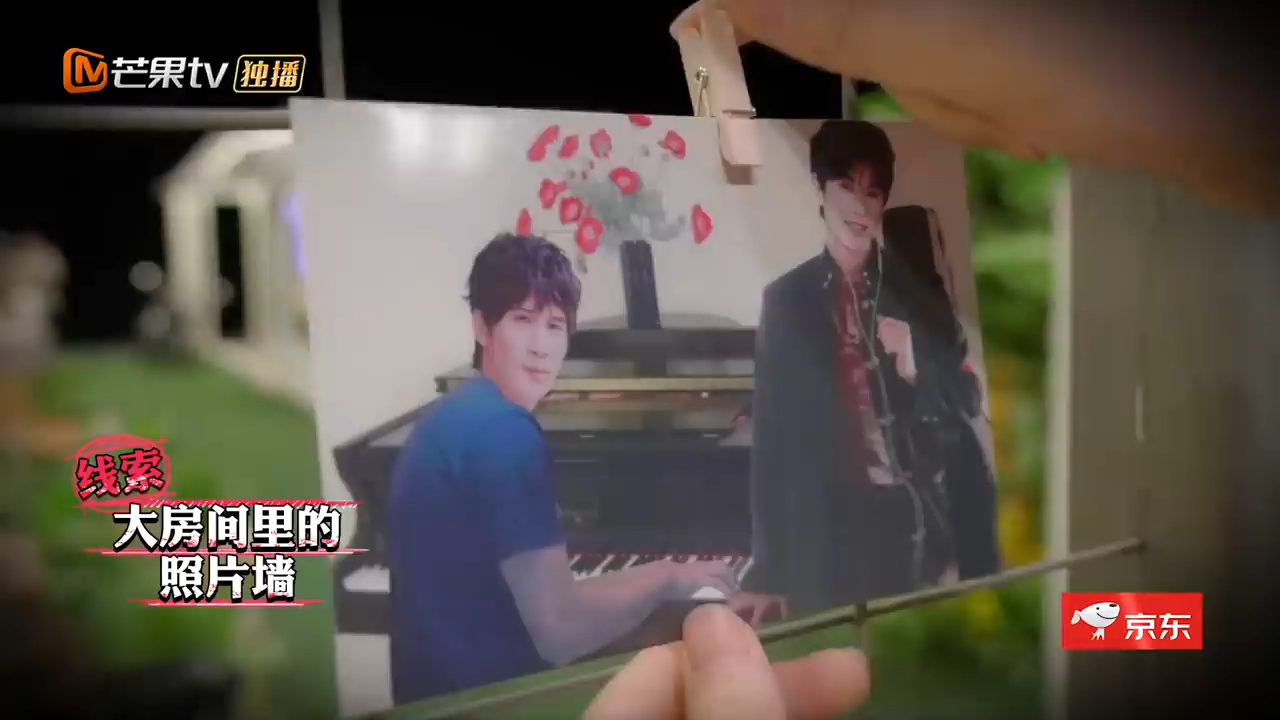 芒果tv 独播
线索
大房间里的
照片墙
京东